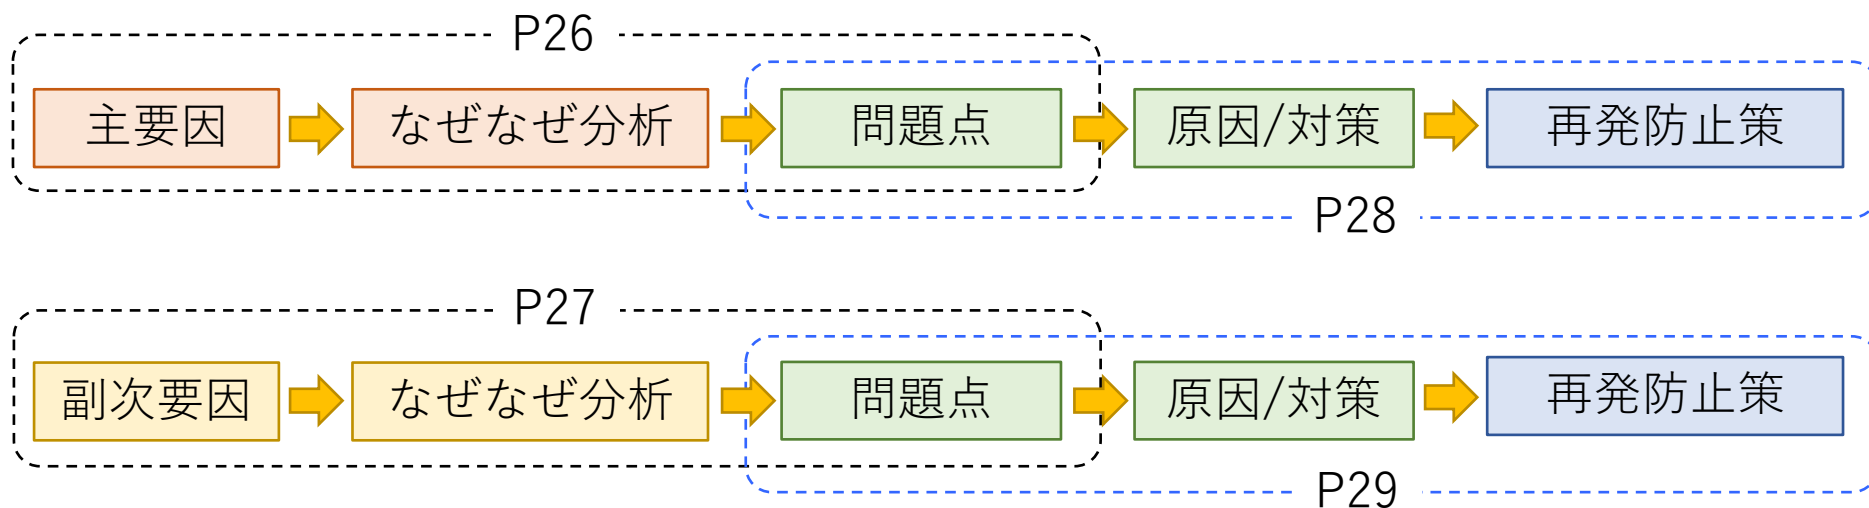 P26
主要因
なぜなぜ分析
問題点
原因/対策
再発防止策
P28
P27
副次要因
なぜなぜ分析
問題点
原因/対策
再発防止策
P29